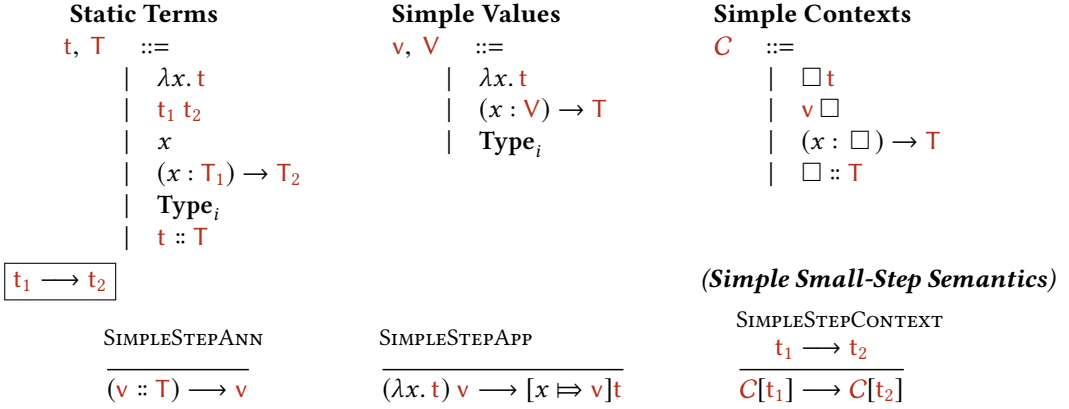 Static Terms Simple Values Simple Contexts
t, T ::= v, V ::= C ::=
| λx. t | λx. t | □ t
| t₁ t₂ | (x : V) → T | v □
| x | Typeᵢ | (x : □ ) → T
| (x : T₁) → T₂ | □ :: T
| Typeᵢ
| t :: T
t₁ ⟶ t₂ (Simple Small-Step Semantics)
SimpleStepAnn SimpleStepApp SimpleStepContext
t₁ ⟶ t₂
(v :: T) ⟶ v (λx. t) v ⟶ [x ⤇ v]t C[t₁] ⟶ C[t₂]